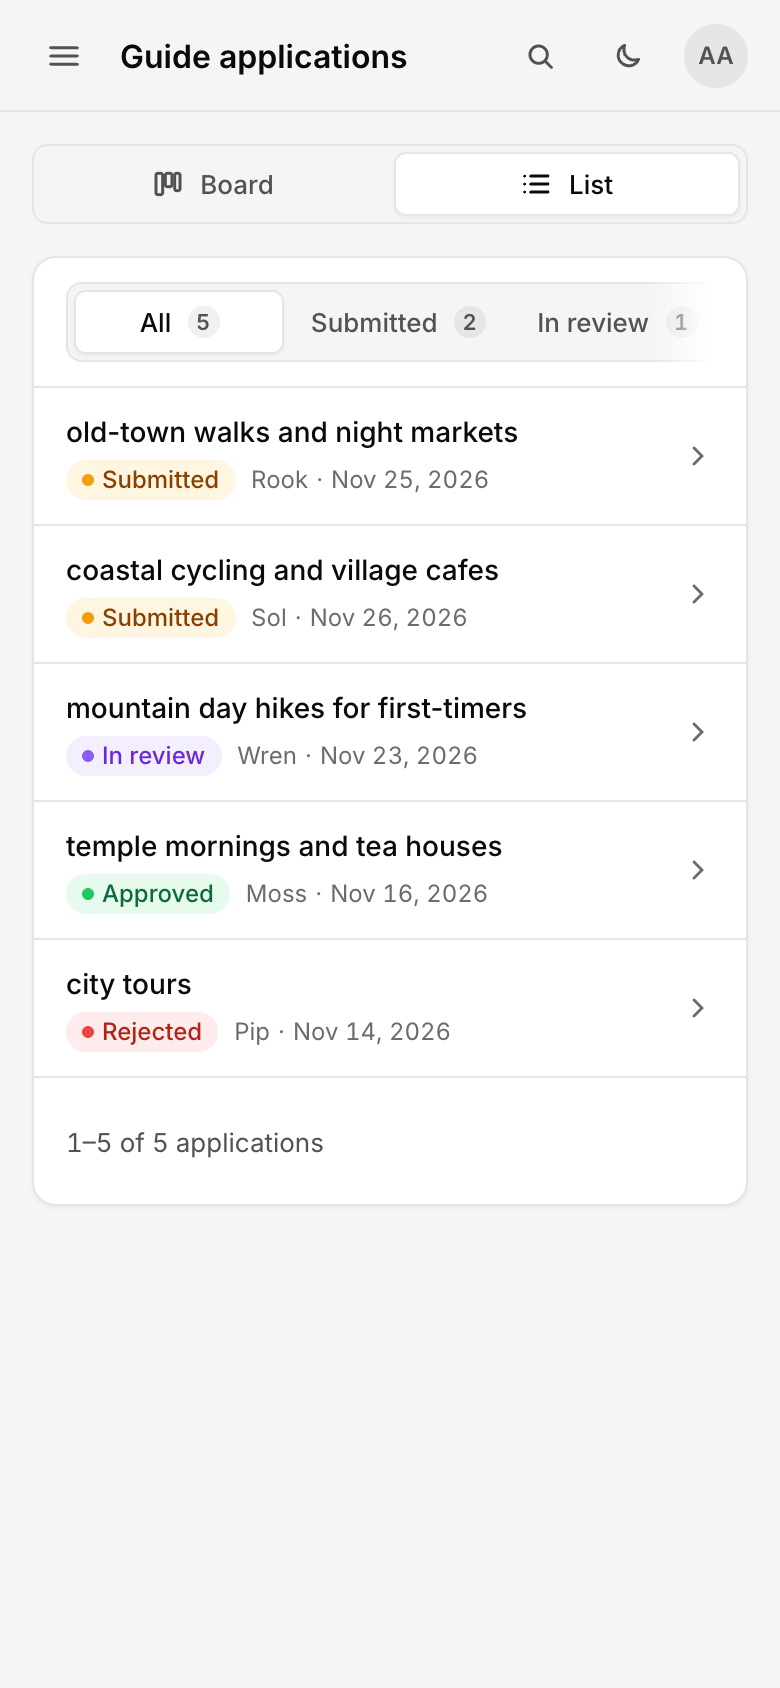 Guide applications
AA
Board
List
All 5
Submitted 2
In review 1
old-town walks and night markets
Submitted Rook · Nov 25, 2026
coastal cycling and village cafes
Submitted Sol · Nov 26, 2026
mountain day hikes for first-timers
In review Wren · Nov 23, 2026
temple mornings and tea houses
Approved Moss · Nov 16, 2026
city tours
Rejected Pip · Nov 14, 2026
1–5 of 5 applications